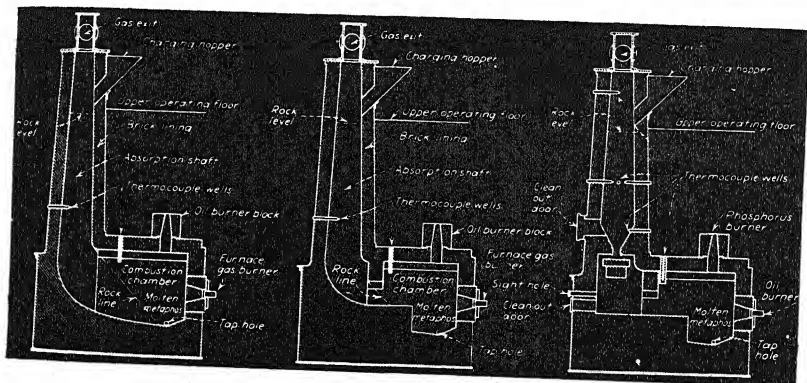 Gas exit
Charging hopper
Upper operating floor
Rock
level
Brick lining
Absorption shaft
Thermocouple wells
Oil burner block
Combustion
chamber
Furnace
gas burner
Rock
line
Molten
metaphos
Tap hole
Gas exit
Charging hopper
Rock
level
Upper operating floor
Brick lining
Absorption shaft
Thermocouple wells
Oil burner block
Furnace gas
burner
Rock
line
Combustion
chamber
Molten
metaphos
Tap hole
Gas exit
Charging hopper
Rock
level
Upper operating floor
Thermocouple wells
Clean
out
door
Phosphorus
burner
Sight hole
Cleanout
door
Oil
burner
Molten
metaphos
Tap
hole